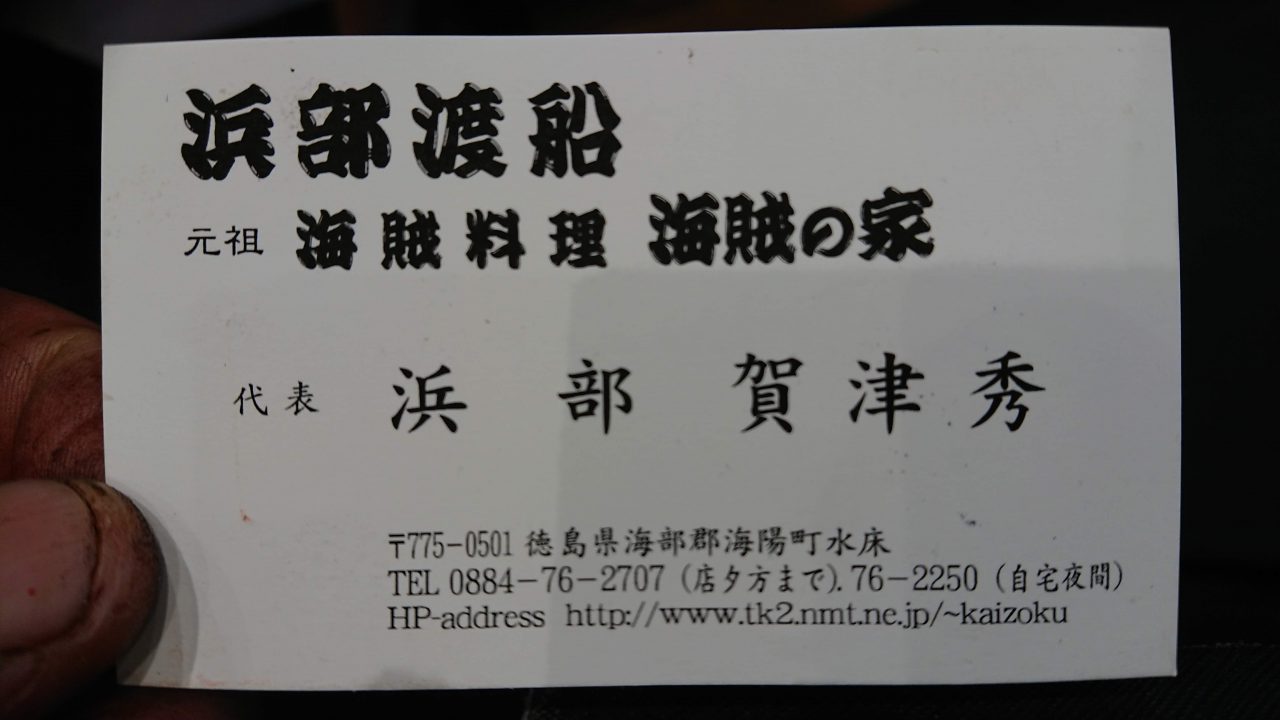 浜部渡船
元祖 海賊料理 海賊の家
代表 浜部 賀津秀
〒775-0501 徳島県海部郡海陽町水床
TEL 0884-76-2707 (店夕方まで).76-2250 (自宅夜間)
HP-address http://www.tk2.nmt.ne.jp/~kaizoku